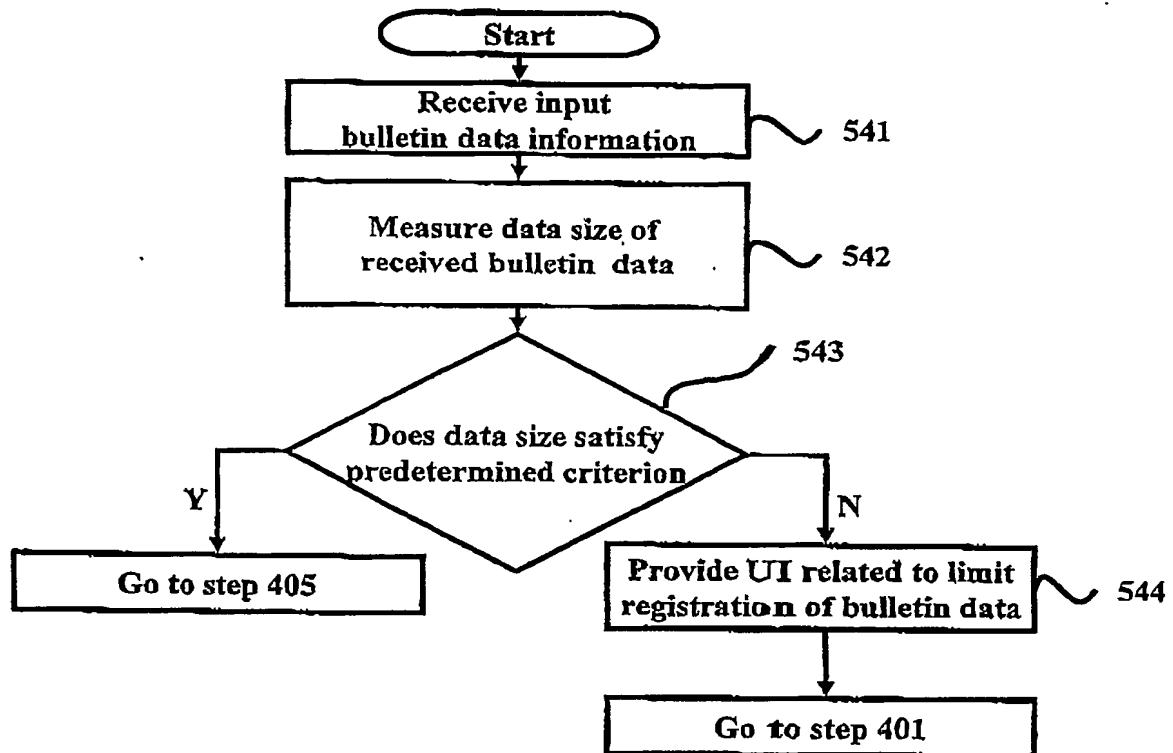 Start
Receive input
bulletin data information
541
Measure data size of
received bulletin data
542
543
Does data size satisfy
predetermined criterion
Y
N
Go to step 405
Provide UI related to limit
registration of bulletin data
544
Go to step 401